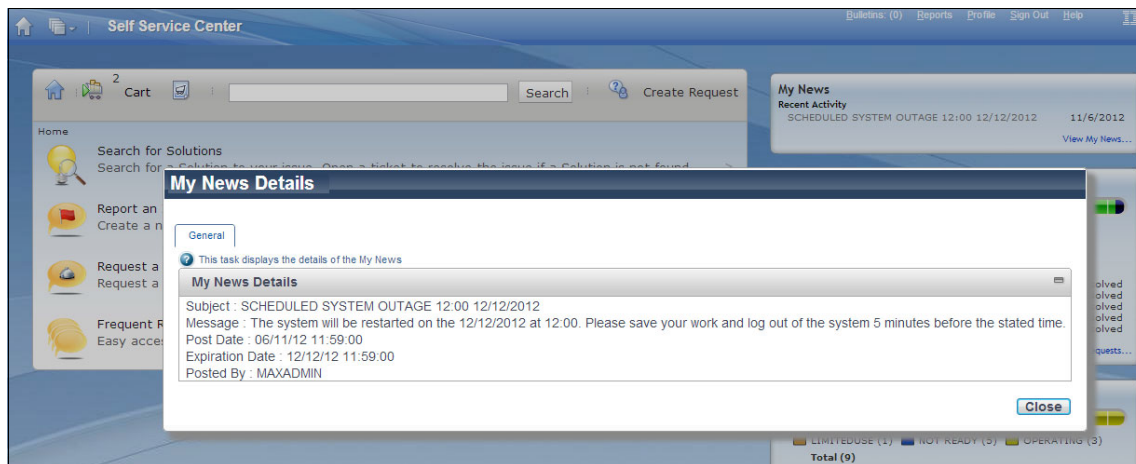 Bulletins: (0) Reports Profile Sign Out Help
Self Service Center
2
Cart
Search
Create Request
My News
Recent Activity
SCHEDULED SYSTEM OUTAGE 12:00 12/12/2012 11/6/2012
View My News...
Home
Search for Solutions
Search for a Solution to your issue. Open a ticket to resolve the issue if a Solution is not found.
Report an
Create a n
Request a
Request a
Frequent R
Easy acce
My News Details
General
This task displays the details of the My News
My News Details
Subject : SCHEDULED SYSTEM OUTAGE 12:00 12/12/2012
Message : The system will be restarted on the 12/12/2012 at 12:00. Please save your work and log out of the system 5 minutes before the stated time.
Post Date : 06/11/12 11:59:00
Expiration Date : 12/12/12 11:59:00
Posted By : MAXADMIN
Close
olved
olved
olved
olved
olved
quests...
LIMITEDUSE (1) NOT READY (5) OPERATING (3)
Total (9)